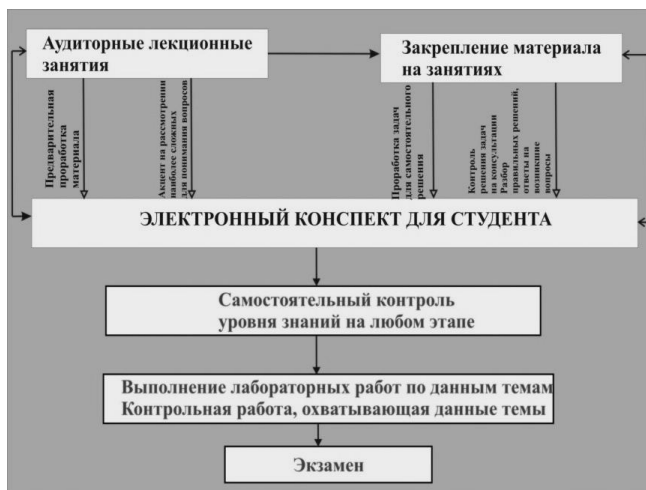 Аудиторные лекционные
занятия
Закрепление материала
на занятиях
Предварительная
проработка
материала
Акцент на рассмотрении
наиболее сложных
для понимания вопросов
Проработка задач
для самостоятельного
решения
Контроль
решения задач
на консультации
Разбор
правильных решений,
ответы на
возникшие
вопросы
ЭЛЕКТРОННЫЙ КОНСПЕКТ ДЛЯ СТУДЕНТА
Самостоятельный контроль
уровня знаний на любом этапе
Выполнение лабораторных работ по данным темам
Контрольная работа, охватывающая данные темы
Экзамен